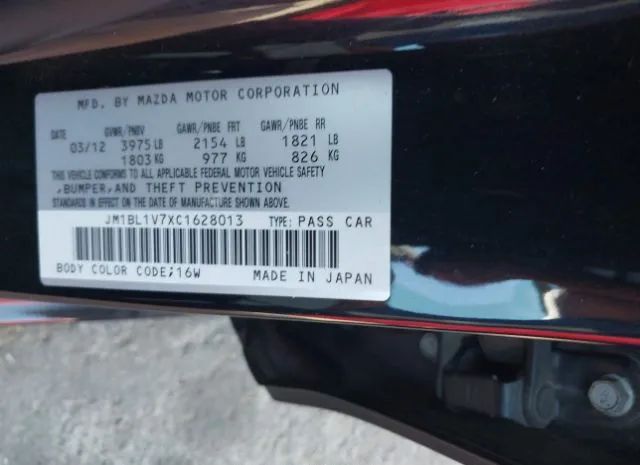 MFD. BY MAZDA MOTOR CORPORATION
DATE GVWR/PNBV GAWR/PNBE FRT GAWR/PNBE RR
03/12 3975 LB 2154 LB 1821 LB
1803 KG 977 KG 826 KG
THIS VEHICLE CONFORMS TO ALL APPLICABLE FEDERAL MOTOR VEHICLE SAFETY
,BUMPER,AND THEFT PREVENTION
STANDARDS IN EFFECT ON THE DATE OF MANUFACTURE SHOWN ABOVE.
JM1BL1V7XC1628013 TYPE: PASS CAR
BODY COLOR CODE;16W MADE IN JAPAN